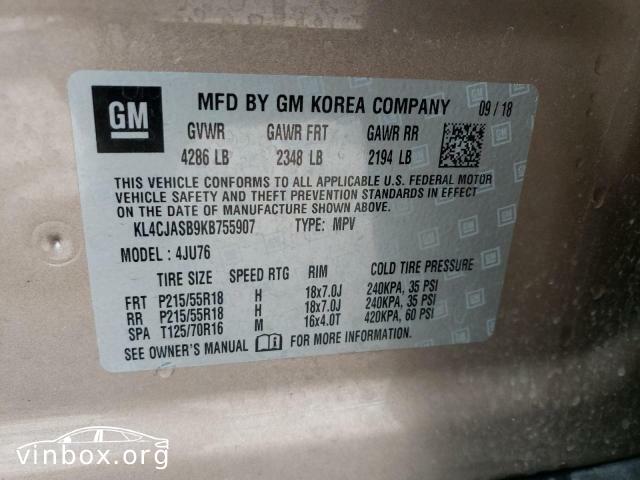 GM
MFD BY GM KOREA COMPANY 09 / 18
GVWR GAWR FRT GAWR RR
4286 LB 2348 LB 2194 LB
THIS VEHICLE CONFORMS TO ALL APPLICABLE U.S. FEDERAL MOTOR
VEHICLE SAFETY AND THEFT PREVENTION STANDARDS IN EFFECT
ON THE DATE OF MANUFACTURE SHOWN ABOVE.
KL4CJASB9KB755907 TYPE: MPV
MODEL : 4JU76
TIRE SIZE SPEED RTG RIM COLD TIRE PRESSURE
FRT P215/55R18 H 18x7.0J 240KPA, 35 PSI
RR P215/55R18 H 18x7.0J 240KPA, 35 PSI
SPA T125/70R16 M 16x4.0T 420KPA, 60 PSI
SEE OWNER'S MANUAL FOR MORE INFORMATION.
vinbox.org